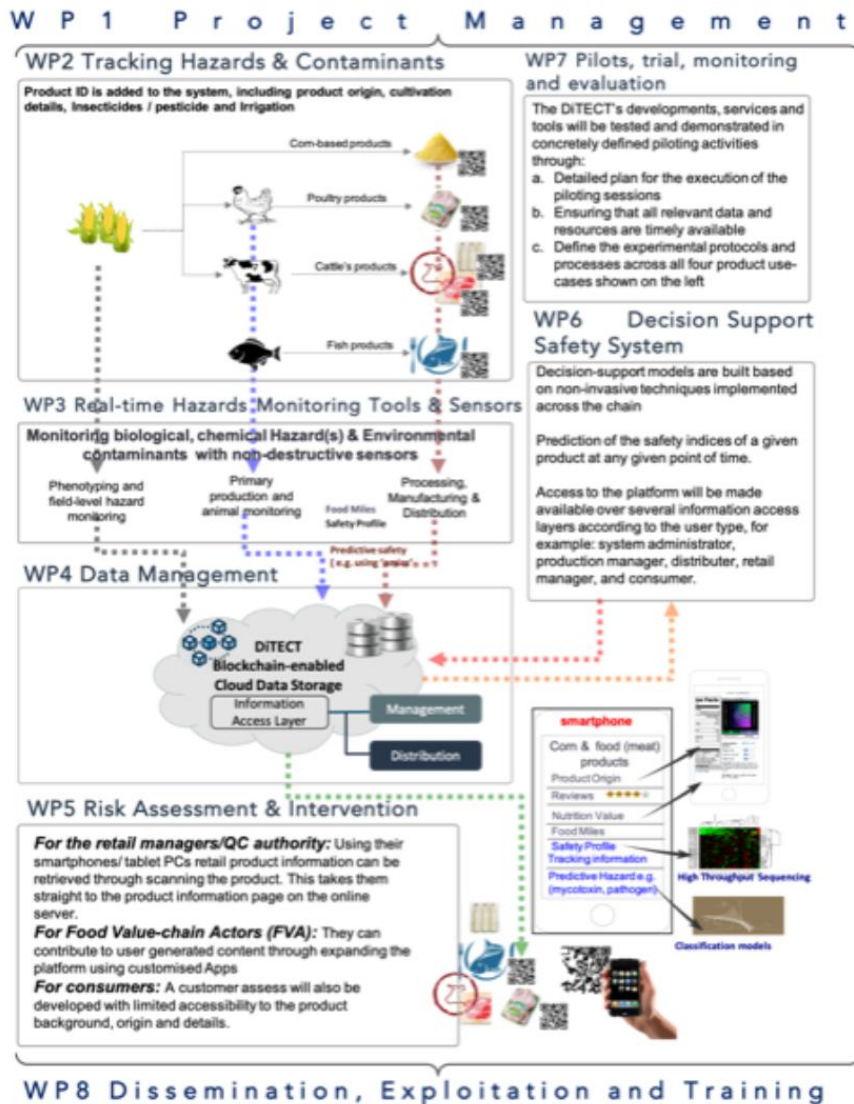 WP1 Project Management
WP2 Tracking Hazards & Contaminants
Product ID is added to the system, including product origin, cultivation
details, Insecticides / pesticide and Irrigation
Corn-based products
Poultry products
Cattle's products
Fish products
WP3 Real-time Hazards Monitoring Tools & Sensors
Monitoring biological, chemical Hazard(s) & Environmental
contaminants with non-destructive sensors
Phenotyping and
field-level hazard
monitoring
Primary
production and
animal monitoring
Food Miles
Safety Profile
Processing,
Manufacturing &
Distribution
Predictive safety
( e.g. using
WP4 Data Management
DiTECT
Blockchain-enabled
Cloud Data Storage
Information
Access Layer
Management
Distribution
WP5 Risk Assessment & Intervention
For the retail managers/QC authority: Using their
smartphones/ tablet PCs retail product information can be
retrieved through scanning the product. This takes them
straight to the product information page on the online
server.
For Food Value-chain Actors (FVA): They can
contribute to user generated content through expanding the
platform using customised Apps
For consumers: A customer assess will also be
developed with limited accessibility to the product
background, origin and details.
WP7 Pilots, trial, monitoring
and evaluation
The DiTECT's developments, services and
tools will be tested and demonstrated in
concretely defined piloting activities
through:
a. Detailed plan for the execution of the
piloting sessions
b. Ensuring that all relevant data and
resources are timely available
c. Define the experimental protocols and
processes across all four product use-
cases shown on the left
WP6 Decision Support
Safety System
Decision-support models are built based
on non-invasive techniques implemented
across the chain
Prediction of the safety indices of a given
product at any given point of time.
Access to the platform will be made
available over several information access
layers according to the user type, for
example: system administrator,
production manager, distributer, retail
manager, and consumer.
smartphone
Corn & food (meat)
products
Product Origin
Reviews
Nutrition Value
Food Miles
Safety Profile
Tracking information
Predictive Hazard e.g.
(mycotoxin, pathogen)
High Throughput Sequencing
Classification models
WP8 Dissemination, Exploitation and Training